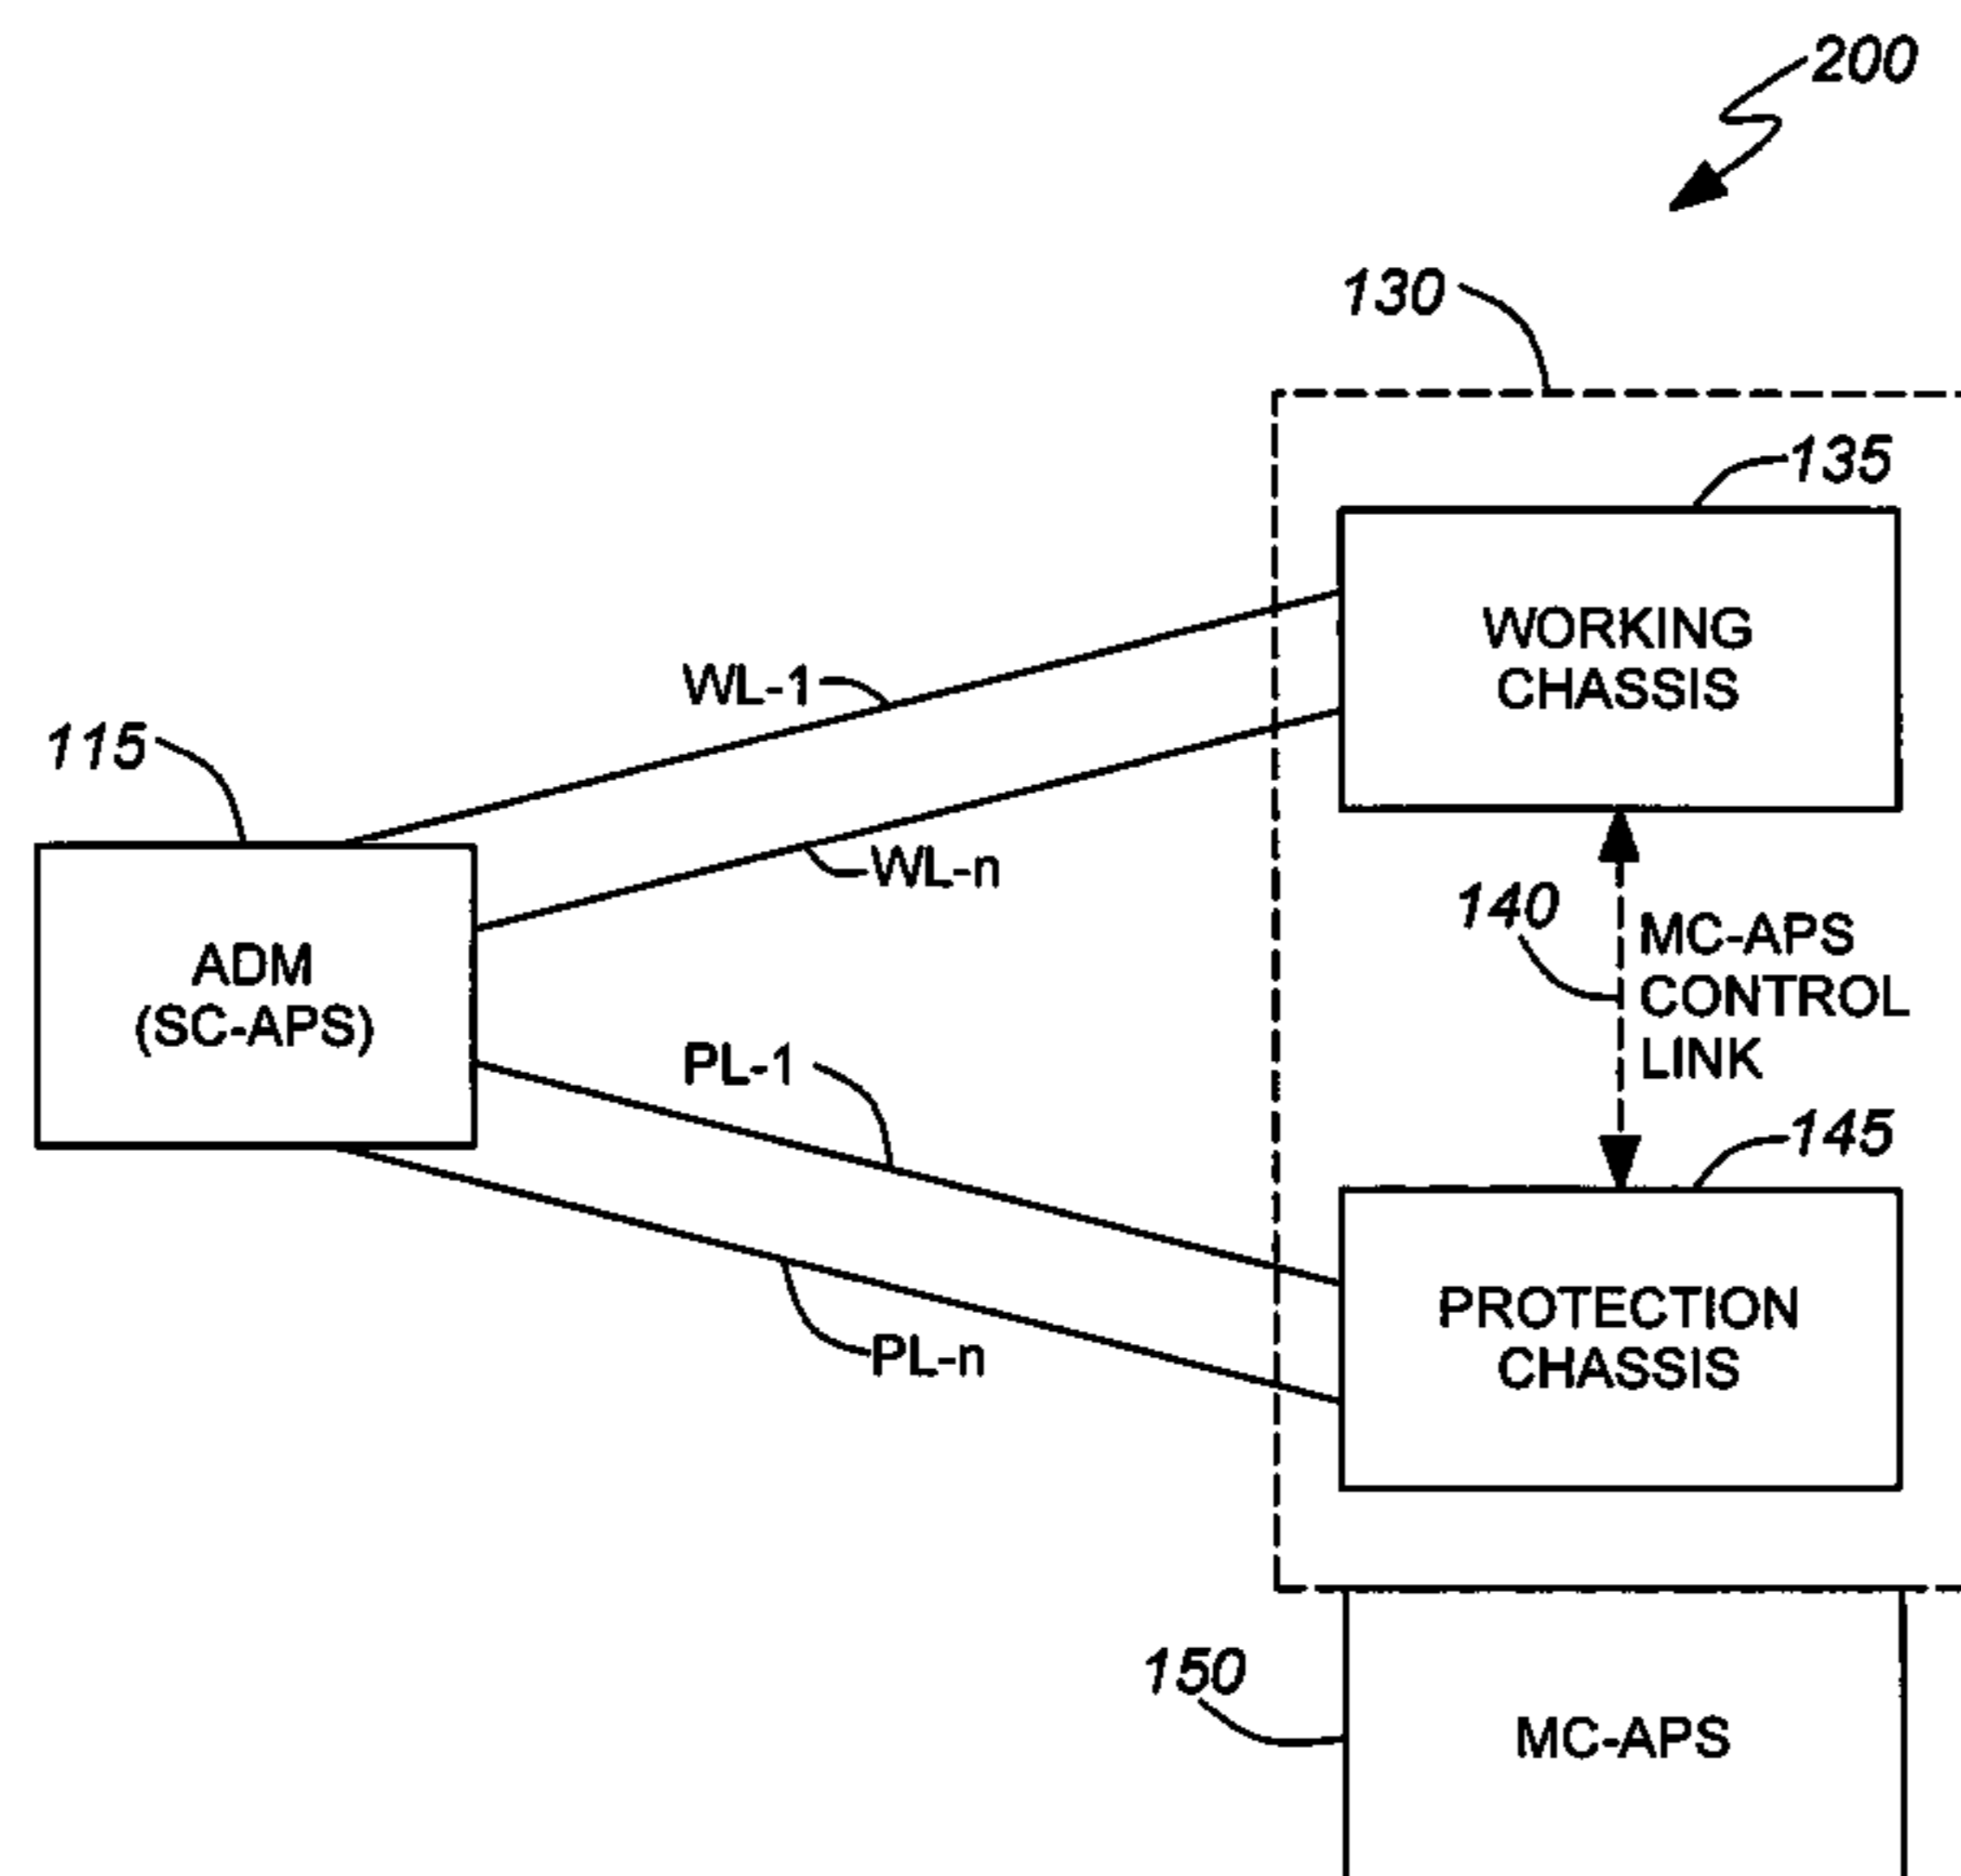 200
130
135
WORKING
CHASSIS
WL-1
115
WL-n
ADM
(SC-APS)
140
MC-APS
CONTROL
LINK
PL-1
145
PROTECTION
CHASSIS
PL-n
150
MC-APS